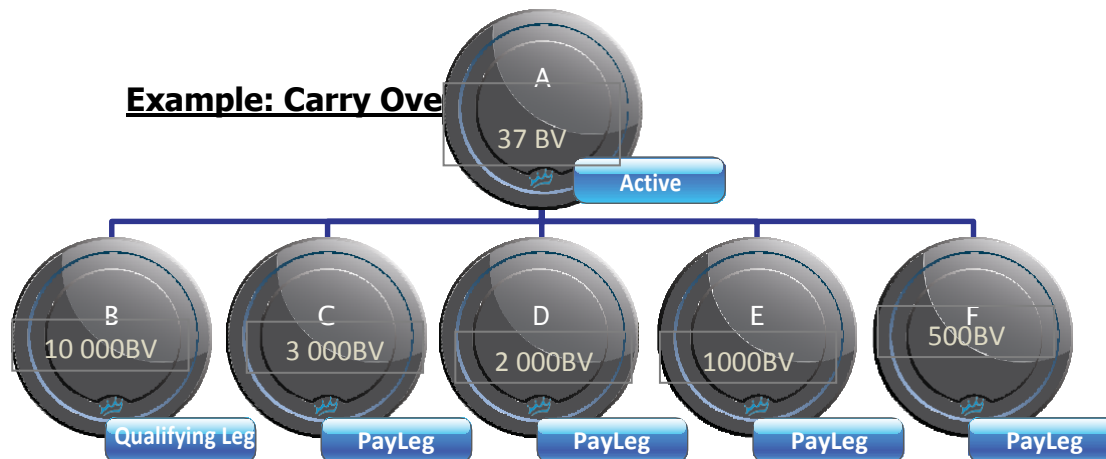 A
Example: Carry Ove
37 BV
Active
B
C
D
E
F
10 000BV
3 000BV
2 000BV
1000BV
500BV
Qualifying Leg
PayLeg
PayLeg
PayLeg
PayLeg